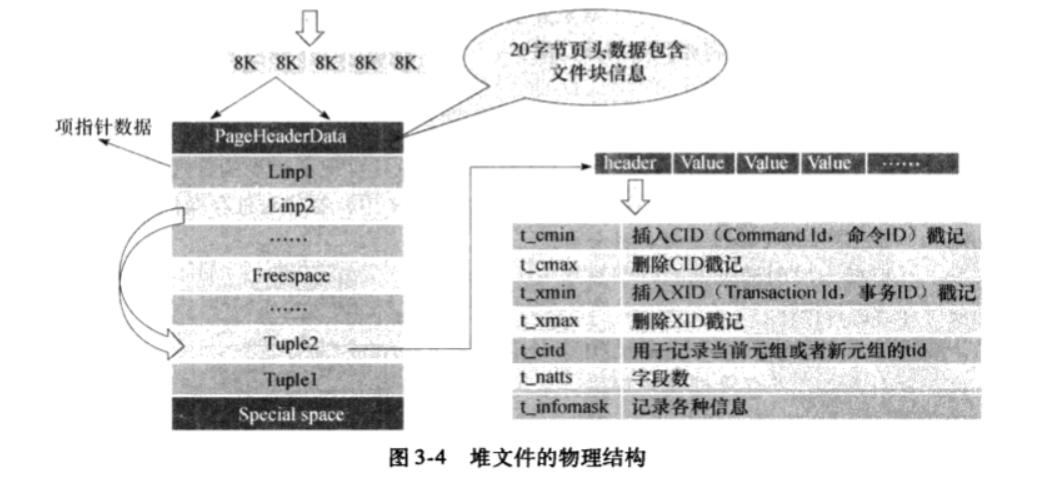 8K 8K 8K 8K 8K
20字节页头数据包含
文件块信息
项指针数据
PageHeaderData
Linp1
Linp2
……
Freespace
……
Tuple2
Tuple1
Special space
header Value Value Value ……
t_cmin 插入CID（Command Id，命令ID）戳记
t_cmax 删除CID戳记
t_xmin 插入XID（Transaction Id，事务ID）戳记
t_xmax 删除XID戳记
t_citd 用于记录当前元组或者新元组的tid
t_natts 字段数
t_infomask 记录各种信息
图 3-4 堆文件的物理结构